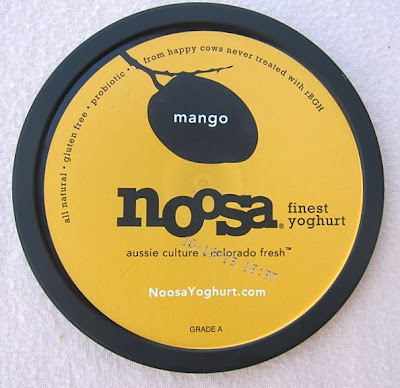 all natural • gluten free • probiotic • from happy cows never treated with rBGH
mango
noosa® finest
yoghurt
aussie culture colorado fresh™
NoosaYoghurt.com
GRADE A